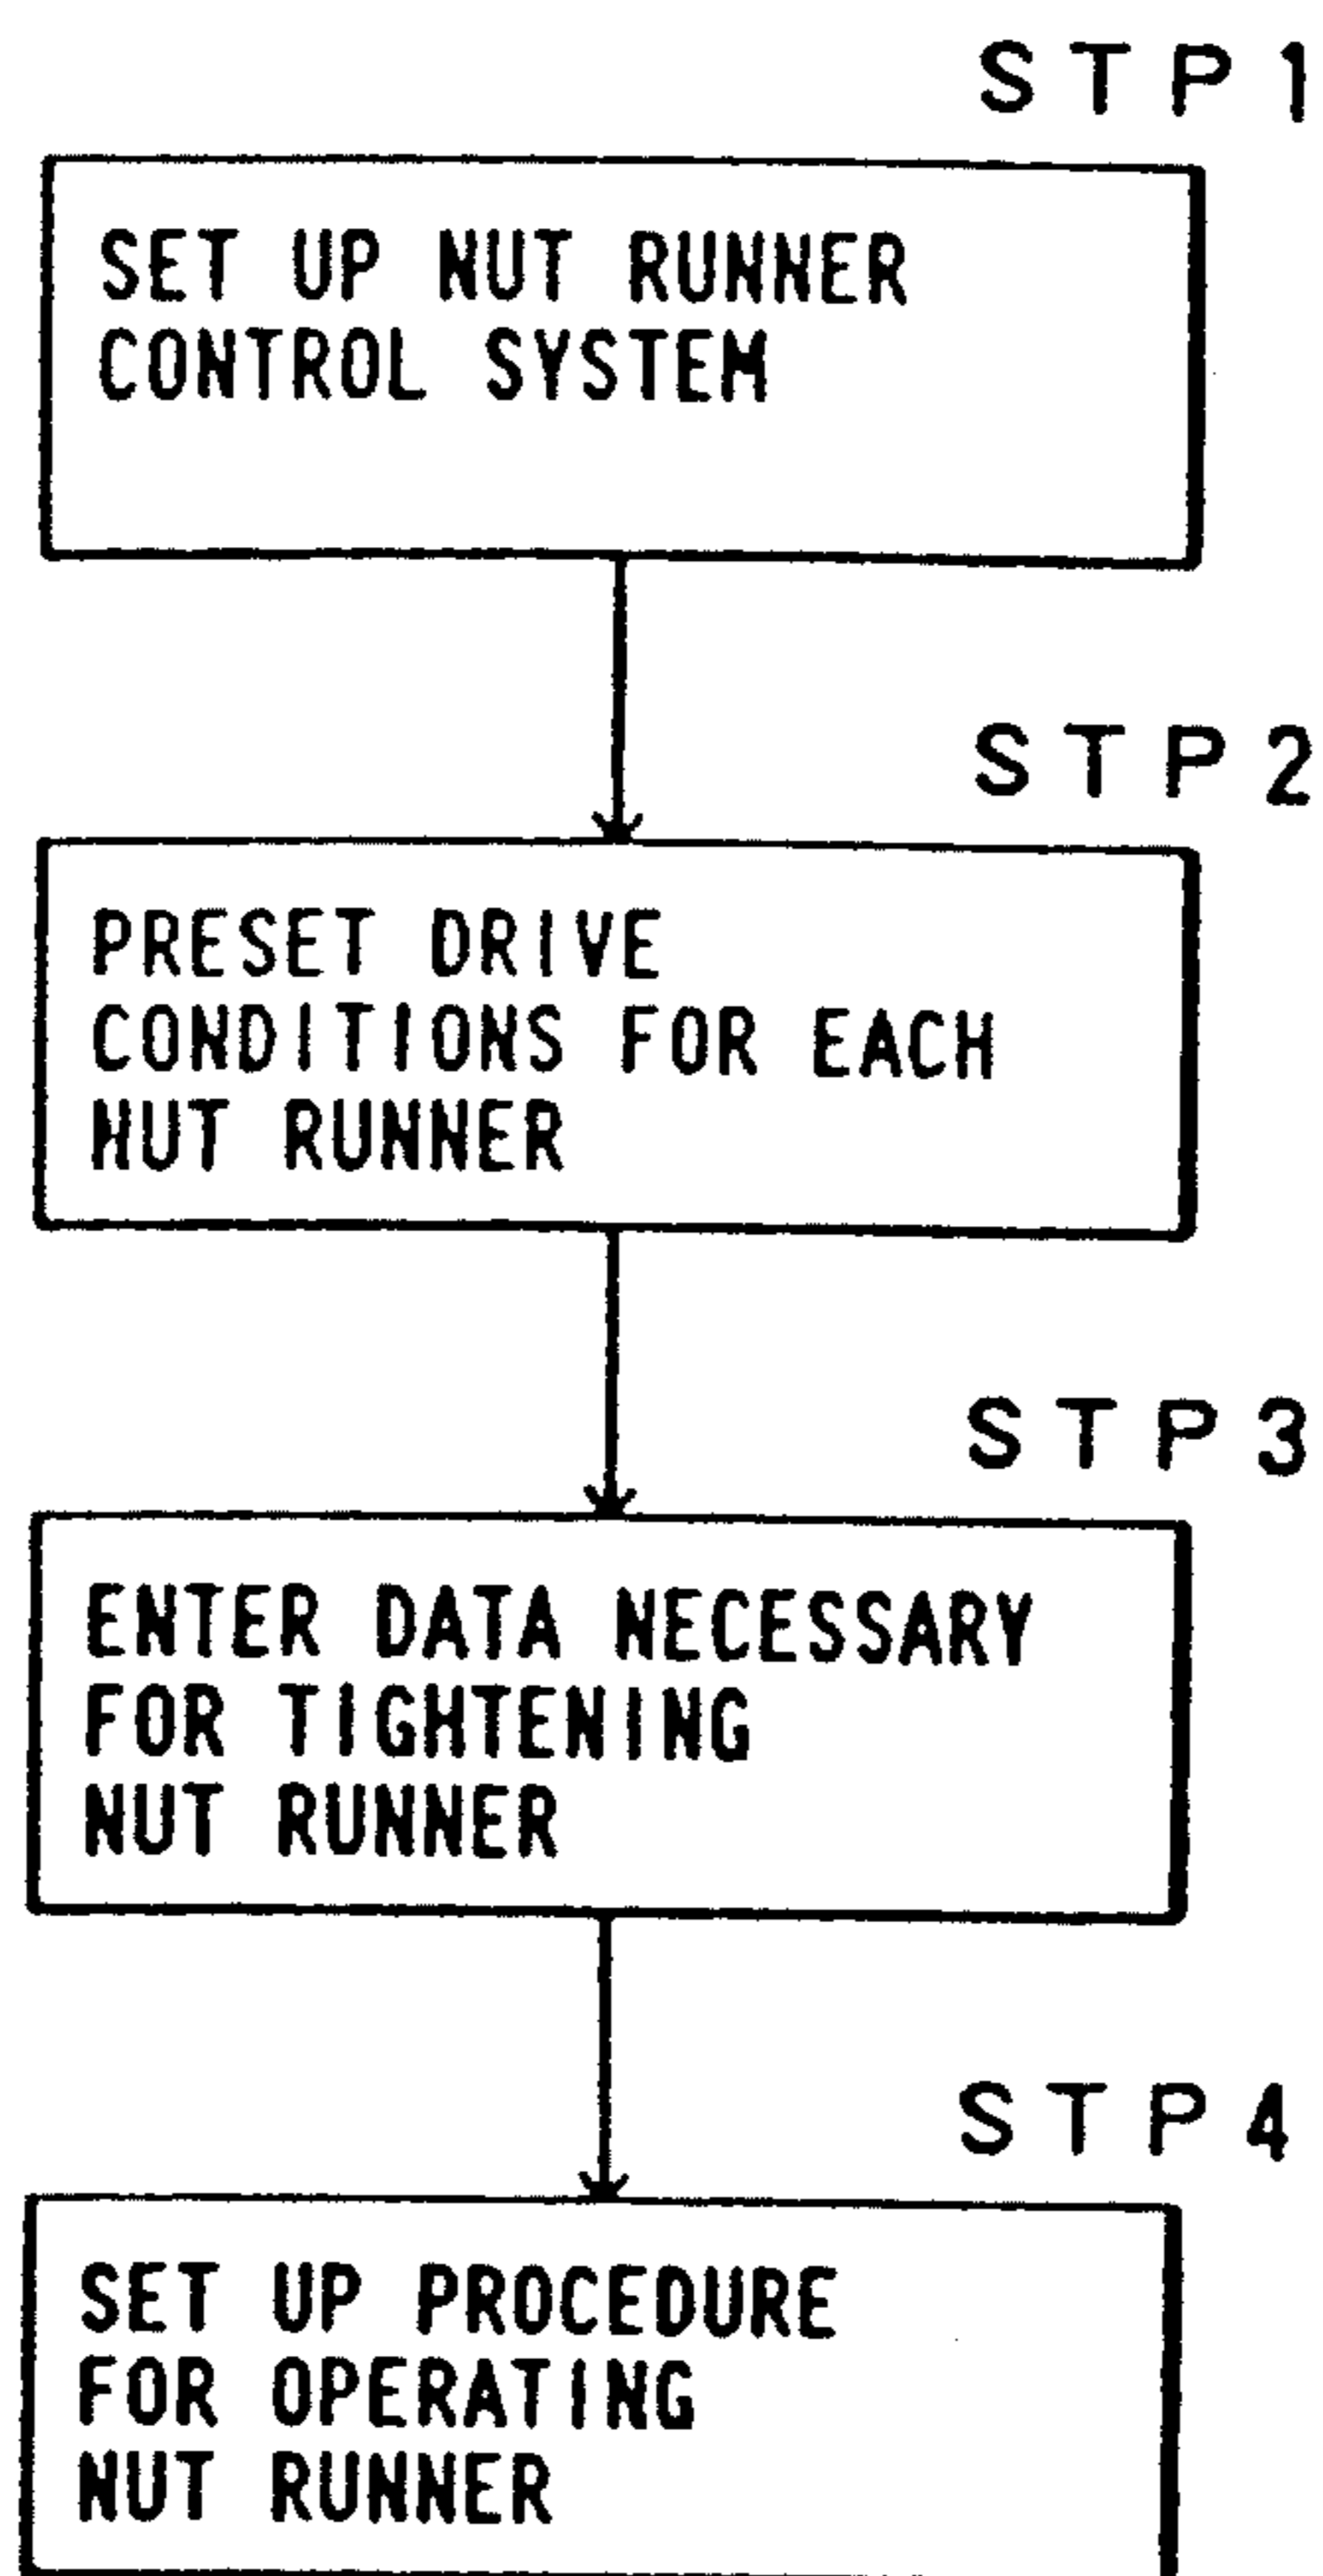 STP1
SET UP NUT RUNNER
CONTROL SYSTEM
STP2
PRESET DRIVE
CONDITIONS FOR EACH
NUT RUNNER
STP3
ENTER DATA NECESSARY
FOR TIGHTENING
NUT RUNNER
STP4
SET UP PROCEDURE
FOR OPERATING
NUT RUNNER